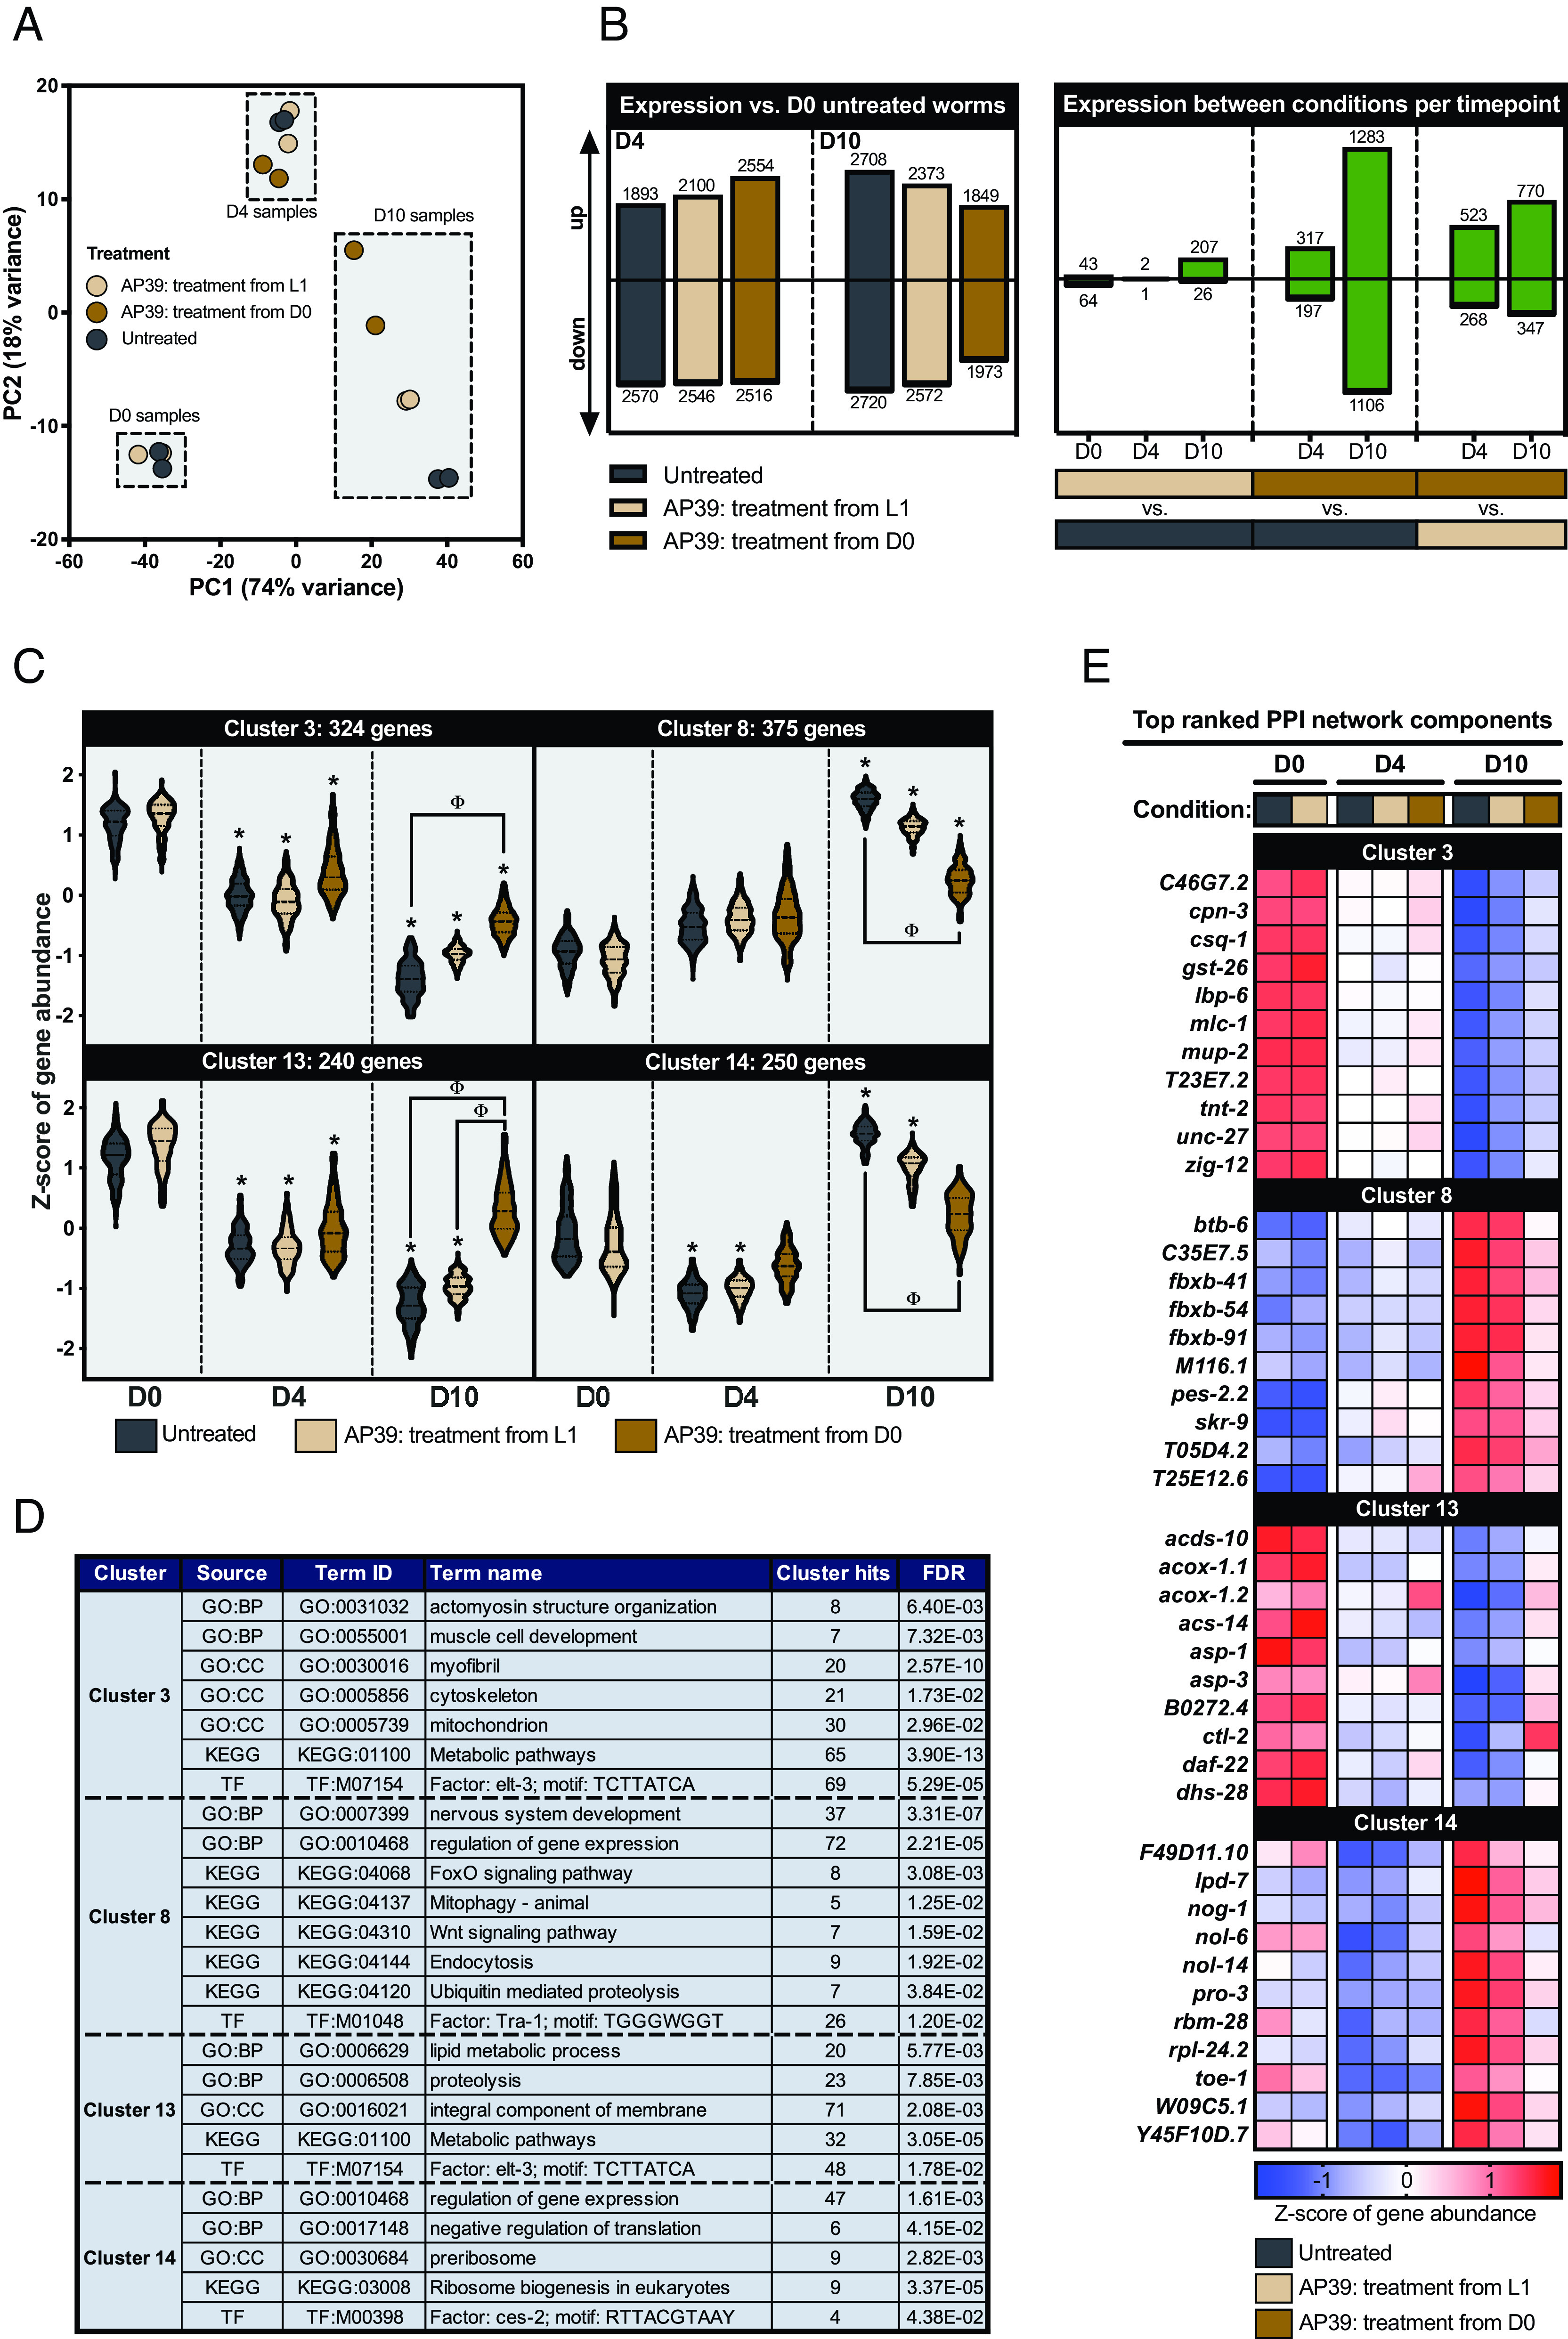 A
20
10
0
-10
-20
PC2 (18% variance)
-60 -40 -20 0 20 40 60
PC1 (74% variance)
D4 samples
D10 samples
D0 samples
Treatment
AP39: treatment from L1
AP39: treatment from D0
Untreated
B
Expression vs. D0 untreated worms
up
down
D4
D10
1893 2100 2554 2708 2373 1849
2570 2546 2516 2720 2572 1973
Untreated
AP39: treatment from L1
AP39: treatment from D0
Expression between conditions per timepoint
43 2 207 317 1283 523 770
64 1 26 197 1106 268 347
D0 D4 D10 D4 D10 D4 D10
vs. vs. vs.
C
Z-score of gene abundance
Cluster 3: 324 genes
Cluster 8: 375 genes
2
1
0
-1
-2
* * * * * * Φ
* * * Φ
Cluster 13: 240 genes
Cluster 14: 250 genes
2
1
0
-1
-2
* * * * * Φ Φ
* * * * Φ
D0 D4 D10 D0 D4 D10
Untreated
AP39: treatment from L1
AP39: treatment from D0
D
Cluster Source Term ID Term name Cluster hits FDR
Cluster 3
GO:BP GO:0031032 actomyosin structure organization 8 6.40E-03
GO:BP GO:0055001 muscle cell development 7 7.32E-03
GO:CC GO:0030016 myofibril 20 2.57E-10
GO:CC GO:0005856 cytoskeleton 21 1.73E-02
GO:CC GO:0005739 mitochondrion 30 2.96E-02
KEGG KEGG:01100 Metabolic pathways 65 3.90E-13
TF TF:M07154 Factor: elt-3; motif: TCTTATCA 69 5.29E-05
Cluster 8
GO:BP GO:0007399 nervous system development 37 3.31E-07
GO:BP GO:0010468 regulation of gene expression 72 2.21E-05
KEGG KEGG:04068 FoxO signaling pathway 8 3.08E-03
KEGG KEGG:04137 Mitophagy - animal 5 1.25E-02
KEGG KEGG:04310 Wnt signaling pathway 7 1.59E-02
KEGG KEGG:04144 Endocytosis 9 1.92E-02
KEGG KEGG:04120 Ubiquitin mediated proteolysis 7 3.84E-02
TF TF:M01048 Factor: Tra-1; motif: TGGGWGGT 26 1.20E-02
Cluster 13
GO:BP GO:0006629 lipid metabolic process 20 5.77E-03
GO:BP GO:0006508 proteolysis 23 7.85E-03
GO:CC GO:0016021 integral component of membrane 71 2.08E-03
KEGG KEGG:01100 Metabolic pathways 32 3.05E-05
TF TF:M07154 Factor: elt-3; motif: TCTTATCA 48 1.78E-02
Cluster 14
GO:BP GO:0010468 regulation of gene expression 47 1.61E-03
GO:BP GO:0017148 negative regulation of translation 6 4.15E-02
GO:CC GO:0030684 preribosome 9 2.82E-03
KEGG KEGG:03008 Ribosome biogenesis in eukaryotes 9 3.37E-05
TF TF:M00398 Factor: ces-2; motif: RTTACGTAAY 4 4.38E-02
E
Top ranked PPI network components
D0 D4 D10
Condition:
Cluster 3
C46G7.2
cpn-3
csq-1
gst-26
lbp-6
mlc-1
mup-2
T23E7.2
tnt-2
unc-27
zig-12
Cluster 8
btb-6
C35E7.5
fbxb-41
fbxb-54
fbxb-91
M116.1
pes-2.2
skr-9
T05D4.2
T25E12.6
Cluster 13
acds-10
acox-1.1
acox-1.2
acs-14
asp-1
asp-3
B0272.4
ctl-2
daf-22
dhs-28
Cluster 14
F49D11.10
lpd-7
nog-1
nol-6
nol-14
pro-3
rbm-28
rpl-24.2
toe-1
W09C5.1
Y45F10D.7
-1 0 1
Z-score of gene abundance
Untreated
AP39: treatment from L1
AP39: treatment from D0